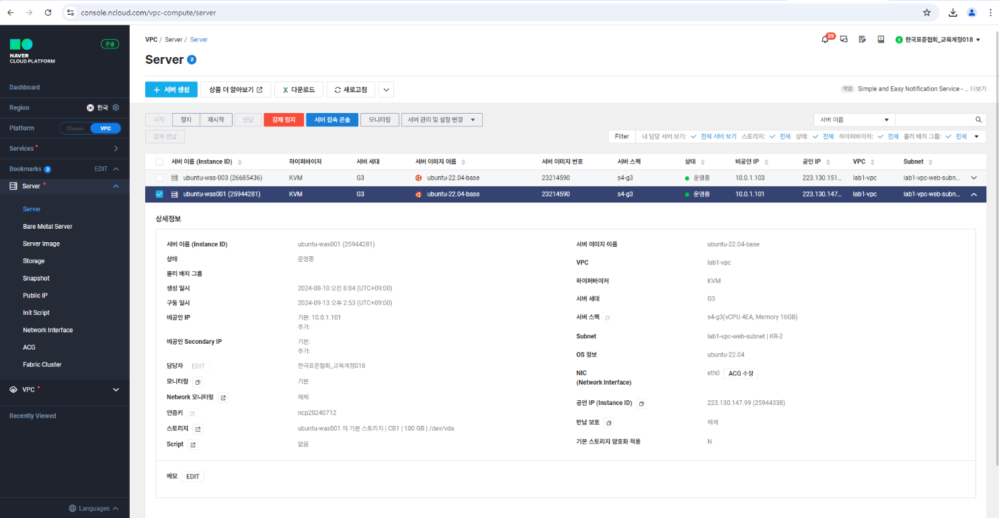 console.ncloud.com/vpc-compute/server
NAVER
CLOUD PLATFORM
콘솔
Dashboard
Region 한국
Platform Classic VPC
Services
Bookmarks 2 EDIT
Server
Server
Bare Metal Server
Server Image
Storage
Snapshot
Public IP
Init Script
Network Interface
ACG
Fabric Cluster
VPC
Recently Viewed
Languages
VPC / Server / Server
25
한국표준협회_교육계정018
Server 2
+ 서버 생성 상품 더 알아보기 다운로드 새로고침
작업 Simple and Easy Notification Service - ... 더보기
시작 정지 재시작 반납 강제 정지 서버 접속 콘솔 모니터링 서버 관리 및 설정 변경
서버 이름
강제 반납
Filter 내 담당 서버 보기: 전체 서버 보기 스토리지: 전체 상태: 전체 하이퍼바이저: 전체 물리 배치 그룹: 전체
서버 이름 (Instance ID) 하이퍼바이저 서버 세대 서버 이미지 이름 서버 이미지 번호 서버 스펙 상태 비공인 IP 공인 IP VPC Subnet
ubuntu-was-003 (26685436) KVM G3 ubuntu-22.04-base 23214590 s4-g3 운영중 10.0.1.103 223.130.151... lab1-vpc lab1-vpc-web-subn...
ubuntu-was001 (25944281) KVM G3 ubuntu-22.04-base 23214590 s4-g3 운영중 10.0.1.101 223.130.147... lab1-vpc lab1-vpc-web-subn...
상세정보
서버 이름 (Instance ID) ubuntu-was001 (25944281)
상태 운영중
물리 배치 그룹
생성 일시 2024-08-10 오전 8:04 (UTC+09:00)
구동 일시 2024-09-13 오후 2:53 (UTC+09:00)
비공인 IP 기본: 10.0.1.101
추가:
비공인 Secondary IP 기본:
추가:
담당자 EDIT 한국표준협회_교육계정018
모니터링 기본
Network 모니터링 해제
인증키 ncp20240712
스토리지 ubuntu-was001 의 기본 스토리지 | CB1 | 100 GB | /dev/vda
Script 없음
서버 이미지 이름 ubuntu-22.04-base
VPC lab1-vpc
하이퍼바이저 KVM
서버 세대 G3
서버 스펙 s4-g3(vCPU 4EA, Memory 16GB)
Subnet lab1-vpc-web-subnet | KR-2
OS 정보 ubuntu-22.04
NIC eth0 ACG 수정
(Network Interface)
공인 IP (Instance ID) 223.130.147.99 (25944338)
반납 보호 해제
기본 스토리지 암호화 적용 N
메모 EDIT